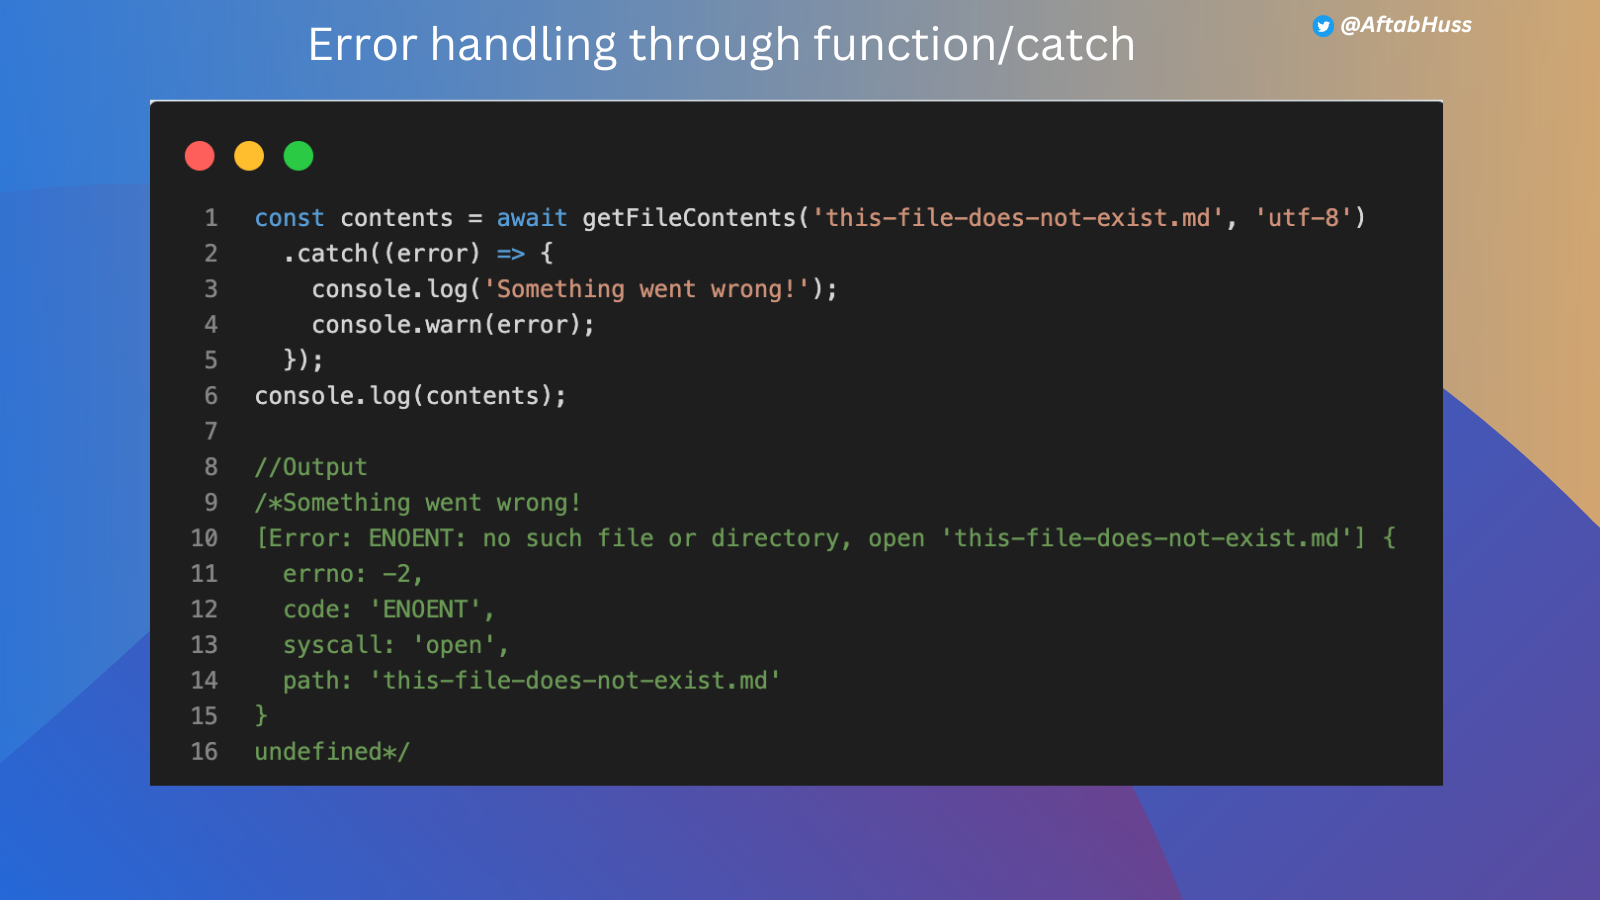 Error handling through function/catch
@AftabHuss
1 const contents = await getFileContents('this-file-does-not-exist.md', 'utf-8')
2   .catch((error) => {
3     console.log('Something went wrong!');
4     console.warn(error);
5   });
6 console.log(contents);
7
8 //Output
9 /*Something went wrong!
10 [Error: ENOENT: no such file or directory, open 'this-file-does-not-exist.md'] {
11   errno: -2,
12   code: 'ENOENT',
13   syscall: 'open',
14   path: 'this-file-does-not-exist.md'
15 }
16 undefined*/